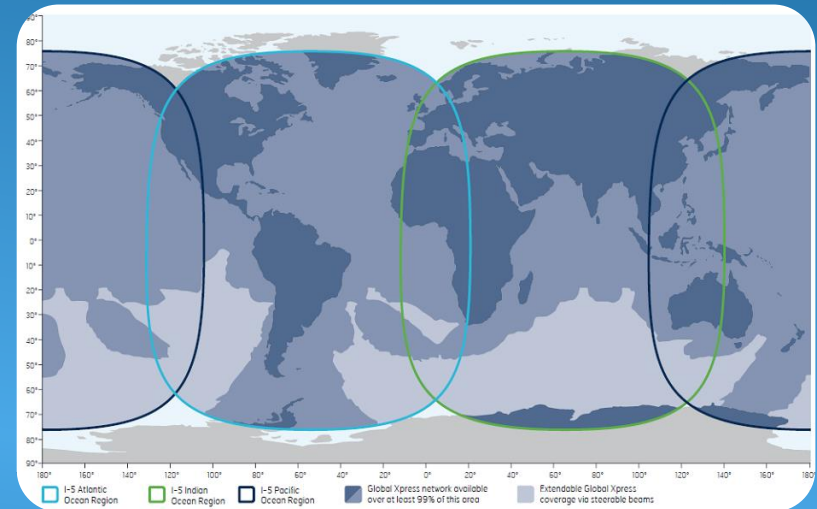 90°
80°
70°
60°
50°
40°
30°
20°
10°
0°
10°
20°
30°
40°
50°
60°
70°
80°
90°
180° 160° 140° 120° 100° 80° 60° 40° 20° 0° 20° 40° 60° 80° 100° 120° 140° 160° 180°
I-5 Atlantic
Ocean Region
I-5 Indian
Ocean Region
I-5 Pacific
Ocean Region
Global Xpress network available
over at least 99% of this area
Extendable Global Xpress
coverage via steerable beams